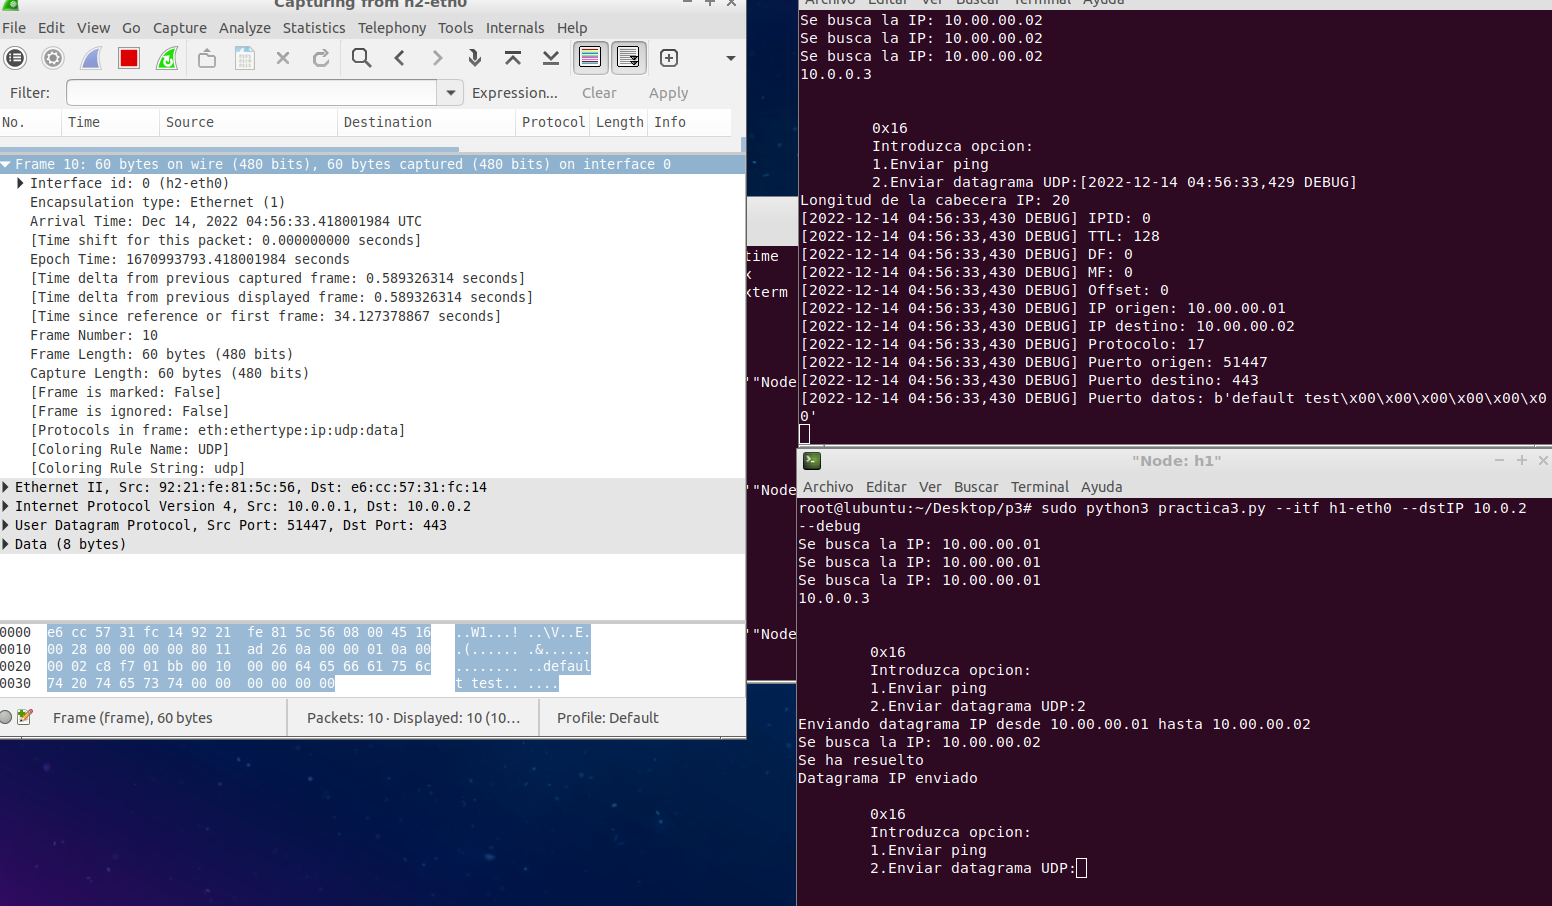 Capturing from h2-eth0
File Edit View Go Capture Analyze Statistics Telephony Tools Internals Help
Filter: Expression... Clear Apply
No. Time Source Destination Protocol Length Info
Frame 10: 60 bytes on wire (480 bits), 60 bytes captured (480 bits) on interface 0
Interface id: 0 (h2-eth0)
Encapsulation type: Ethernet (1)
Arrival Time: Dec 14, 2022 04:56:33.418001984 UTC
[Time shift for this packet: 0.000000000 seconds]
Epoch Time: 1670993793.418001984 seconds
[Time delta from previous captured frame: 0.589326314 seconds]
[Time delta from previous displayed frame: 0.589326314 seconds]
[Time since reference or first frame: 34.127378867 seconds]
Frame Number: 10
Frame Length: 60 bytes (480 bits)
Capture Length: 60 bytes (480 bits)
[Frame is marked: False]
[Frame is ignored: False]
[Protocols in frame: eth:ethertype:ip:udp:data]
[Coloring Rule Name: UDP]
[Coloring Rule String: udp]
Ethernet II, Src: 92:21:fe:81:5c:56, Dst: e6:cc:57:31:fc:14
Internet Protocol Version 4, Src: 10.0.0.1, Dst: 10.0.0.2
User Datagram Protocol, Src Port: 51447, Dst Port: 443
Data (8 bytes)
0000 e6 cc 57 31 fc 14 92 21 fe 81 5c 56 08 00 45 16 ..W1...! ..\V..E.
0010 00 28 00 00 00 00 80 11 ad 26 0a 00 00 01 0a 00 .(...... .&......
0020 00 02 c8 f7 01 bb 00 10 00 00 64 65 66 61 75 6c ........ ..defaul
0030 74 20 74 65 73 74 00 00 00 00 00 00 t test.. ....
Frame (frame), 60 bytes Packets: 10 · Displayed: 10 (10... Profile: Default
time
x
xterm
'"Node
'"Node
'"Node
Archivo Editar Ver Buscar Terminal Ayuda
Se busca la IP: 10.00.00.02
Se busca la IP: 10.00.00.02
Se busca la IP: 10.00.00.02
10.0.0.3
0x16
Introduzca opcion:
1.Enviar ping
2.Enviar datagrama UDP:[2022-12-14 04:56:33,429 DEBUG]
Longitud de la cabecera IP: 20
[2022-12-14 04:56:33,430 DEBUG] IPID: 0
[2022-12-14 04:56:33,430 DEBUG] TTL: 128
[2022-12-14 04:56:33,430 DEBUG] DF: 0
[2022-12-14 04:56:33,430 DEBUG] MF: 0
[2022-12-14 04:56:33,430 DEBUG] Offset: 0
[2022-12-14 04:56:33,430 DEBUG] IP origen: 10.00.00.01
[2022-12-14 04:56:33,430 DEBUG] IP destino: 10.00.00.02
[2022-12-14 04:56:33,430 DEBUG] Protocolo: 17
[2022-12-14 04:56:33,430 DEBUG] Puerto origen: 51447
[2022-12-14 04:56:33,430 DEBUG] Puerto destino: 443
[2022-12-14 04:56:33,430 DEBUG] Puerto datos: b'default test\x00\x00\x00\x00\x00\x0
0'
"Node: h1"
Archivo Editar Ver Buscar Terminal Ayuda
root@lubuntu:~/Desktop/p3# sudo python3 practica3.py --itf h1-eth0 --dstIP 10.0.2
--debug
Se busca la IP: 10.00.00.01
Se busca la IP: 10.00.00.01
Se busca la IP: 10.00.00.01
10.0.0.3
0x16
Introduzca opcion:
1.Enviar ping
2.Enviar datagrama UDP:2
Enviando datagrama IP desde 10.00.00.01 hasta 10.00.00.02
Se busca la IP: 10.00.00.02
Se ha resuelto
Datagrama IP enviado
0x16
Introduzca opcion:
1.Enviar ping
2.Enviar datagrama UDP: